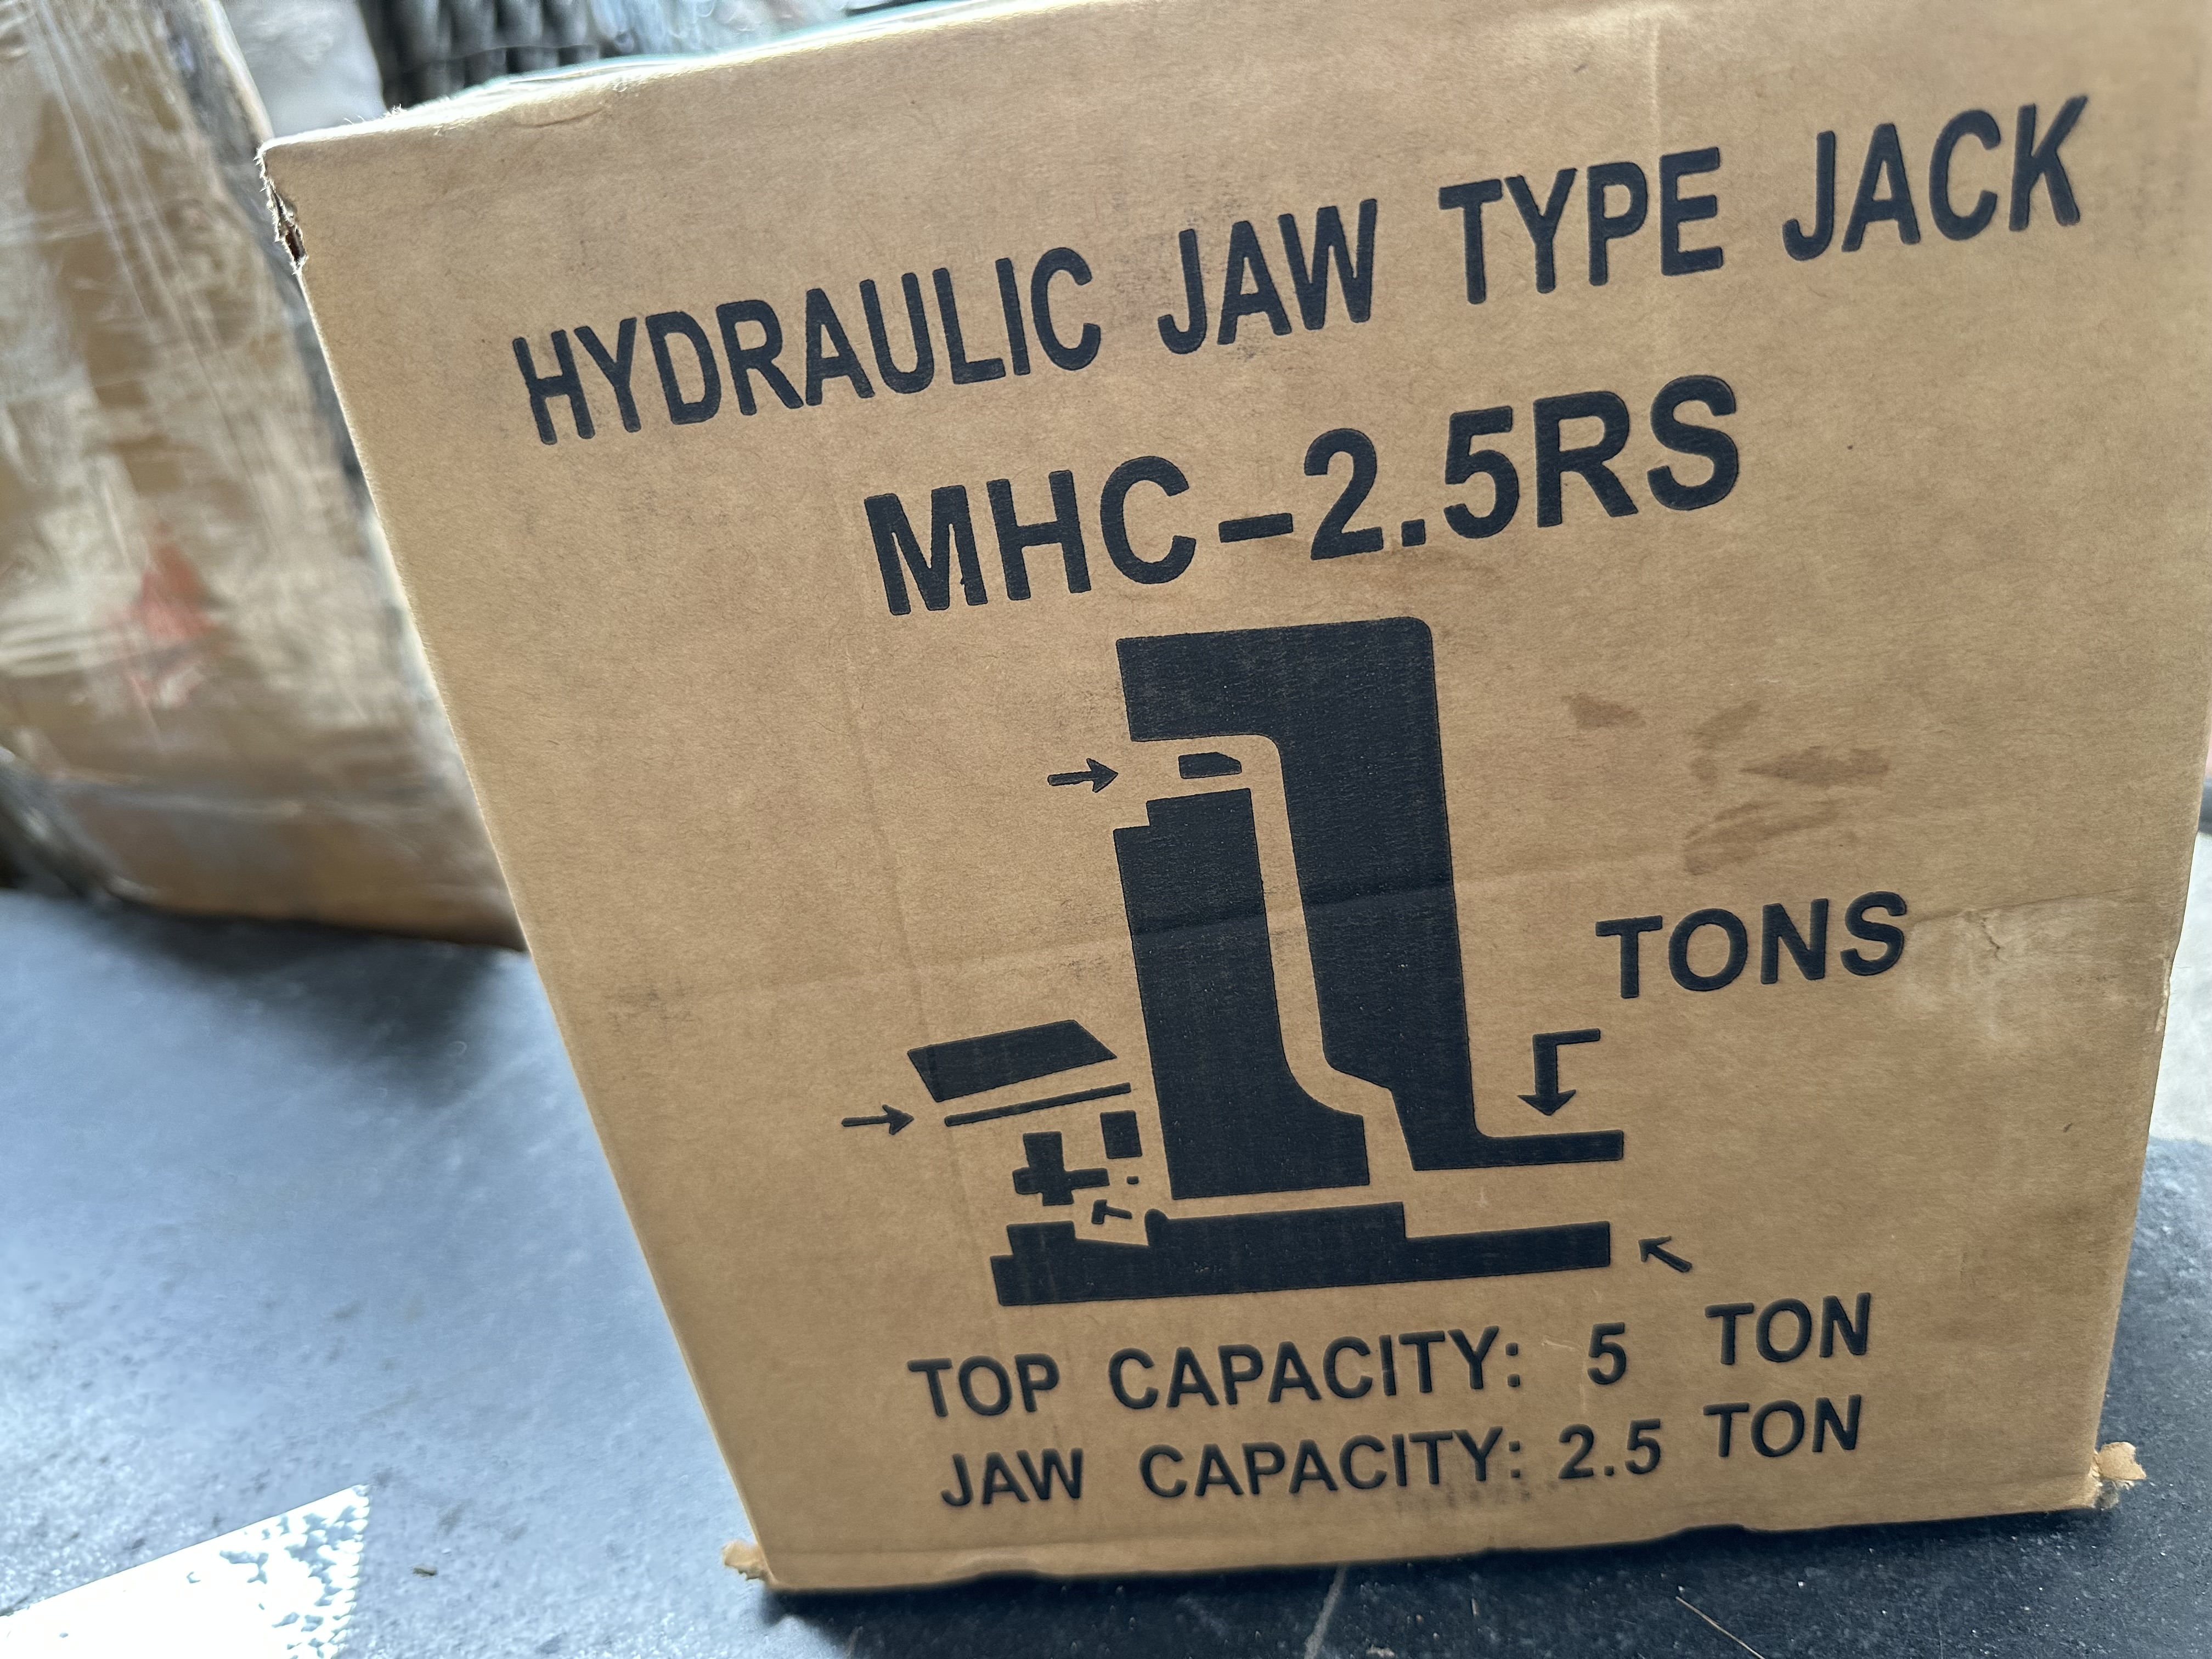 HYDRAULIC JAW TYPE JACK
MHC-2.5RS
TONS
TOP CAPACITY: 5 TON
JAW CAPACITY: 2.5 TON